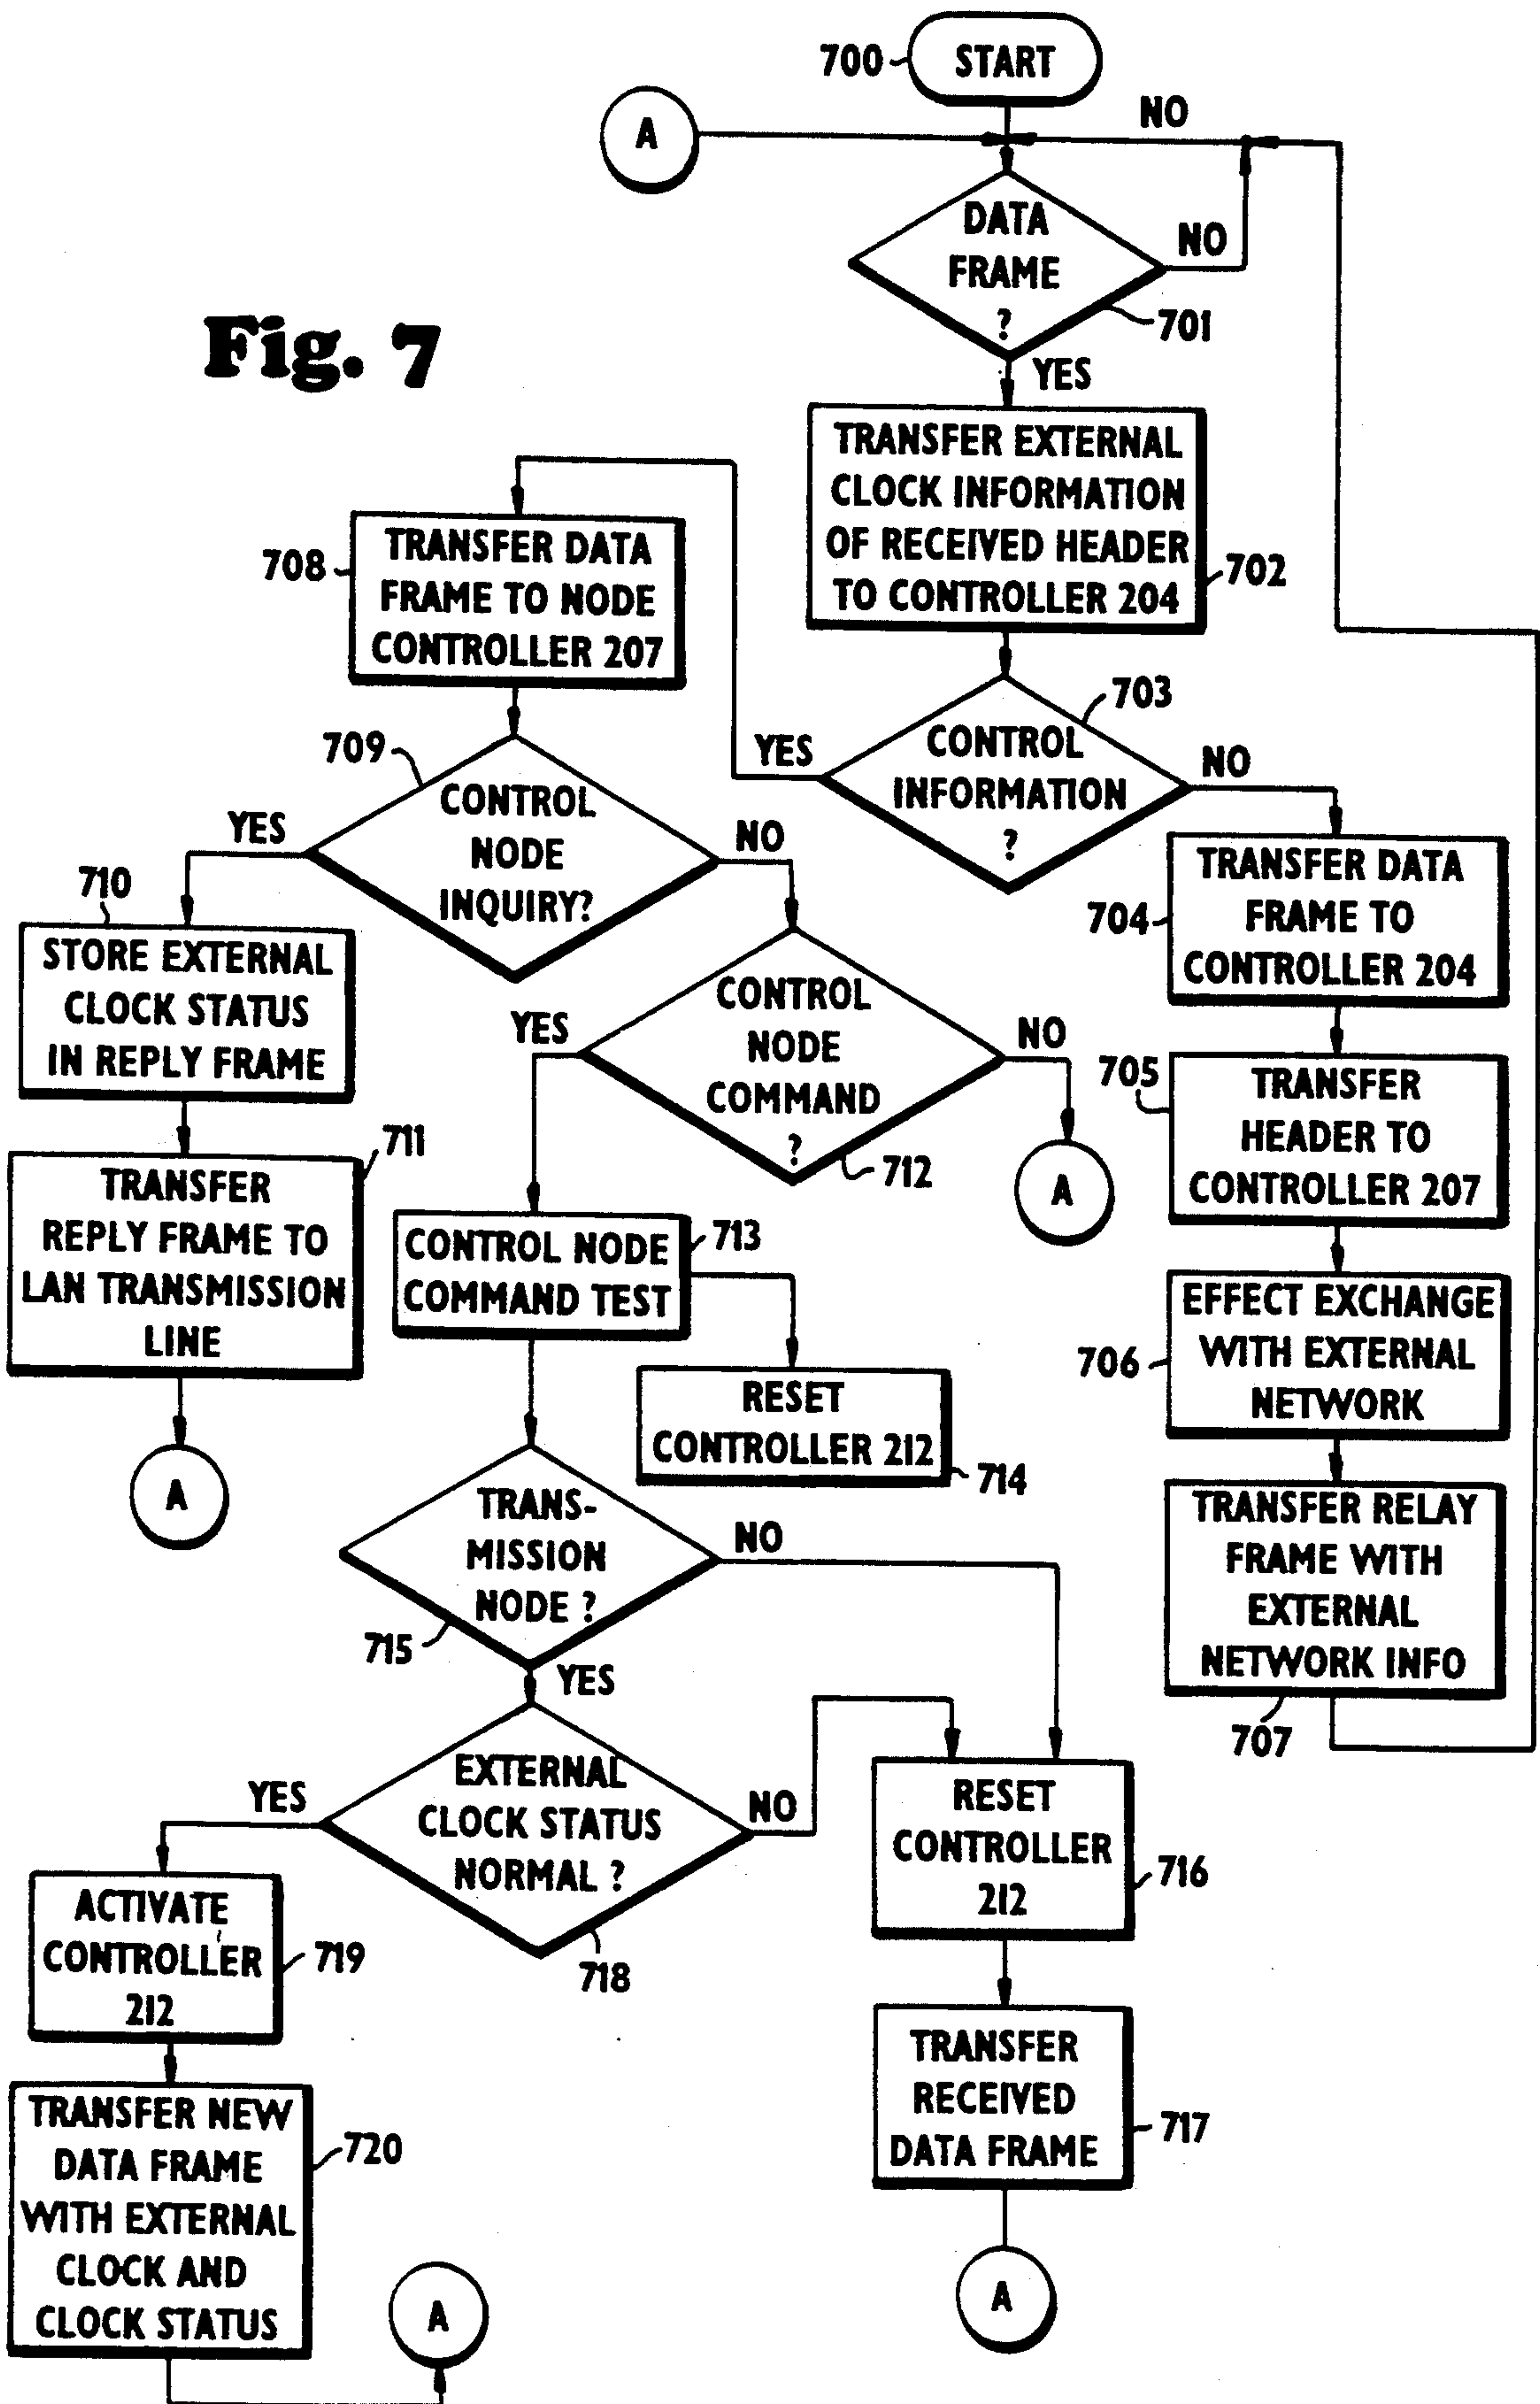 700
START
A
NO
DATA
FRAME
?
NO
701
Fig. 7
YES
TRANSFER EXTERNAL
CLOCK INFORMATION
OF RECEIVED HEADER
TO CONTROLLER 204
702
708
TRANSFER DATA
FRAME TO NODE
CONTROLLER 207
703
CONTROL
INFORMATION
?
YES
NO
709
CONTROL
NODE
INQUIRY?
YES
NO
704
TRANSFER DATA
FRAME TO
CONTROLLER 204
710
STORE EXTERNAL
CLOCK STATUS
IN REPLY FRAME
CONTROL
NODE
COMMAND
?
YES
NO
712
A
705
TRANSFER
HEADER TO
CONTROLLER 207
711
TRANSFER
REPLY FRAME TO
LAN TRANSMISSION
LINE
A
CONTROL NODE
COMMAND TEST
713
706
EFFECT EXCHANGE
WITH EXTERNAL
NETWORK
RESET
CONTROLLER 212
714
TRANSFER RELAY
FRAME WITH
EXTERNAL
NETWORK INFO
707
TRANS-
MISSION
NODE ?
NO
715
YES
EXTERNAL
CLOCK STATUS
NORMAL ?
YES
NO
718
RESET
CONTROLLER
212
716
ACTIVATE
CONTROLLER
212
719
TRANSFER
RECEIVED
DATA FRAME
717
TRANSFER NEW
DATA FRAME
WITH EXTERNAL
CLOCK AND
CLOCK STATUS
720
A
A